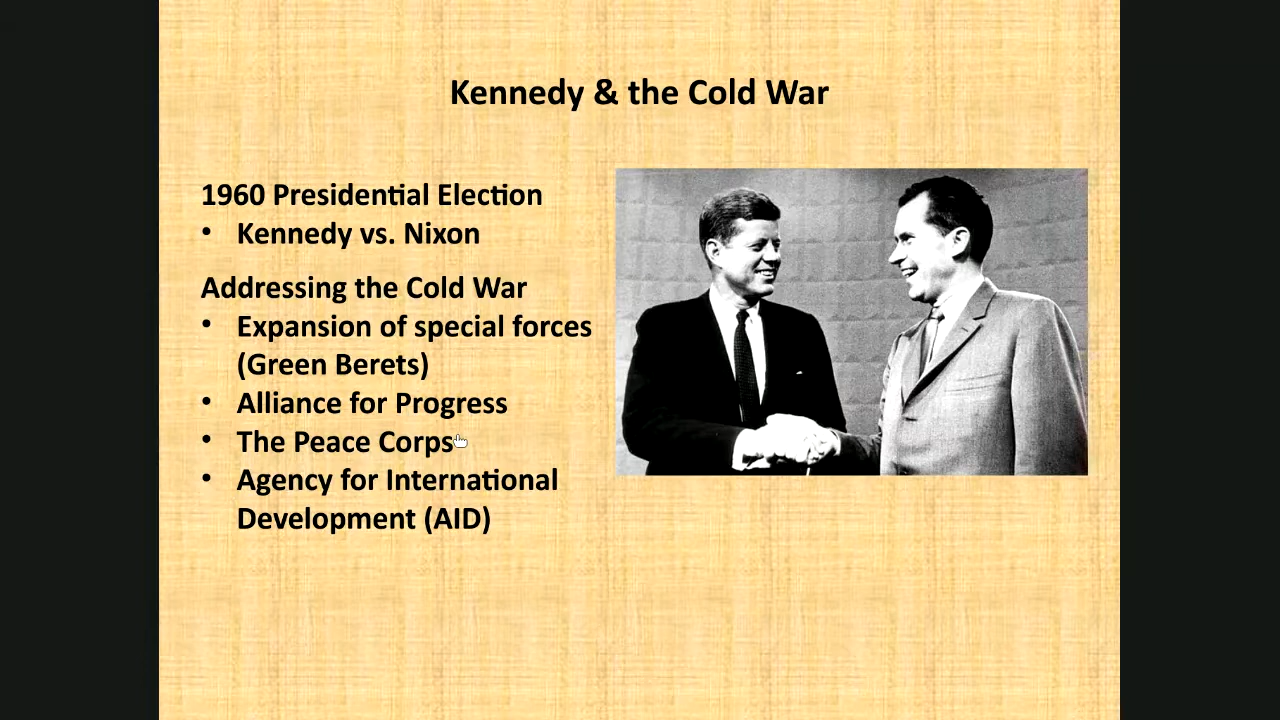 Kennedy & the Cold War
1960 Presidential Election
• Kennedy vs. Nixon
Addressing the Cold War
• Expansion of special forces
(Green Berets)
• Alliance for Progress
• The Peace Corps
• Agency for International
Development (AID)